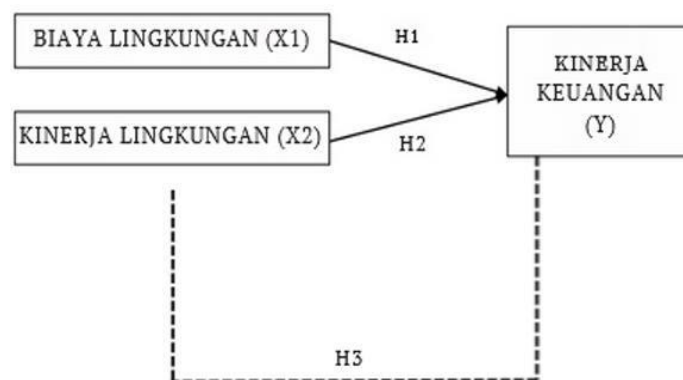 BIAYA LINGKUNGAN (X1)
H1
KINERJA
KEUANGAN
(Y)
KINERJA LINGKUNGAN (X2)
H2
H3